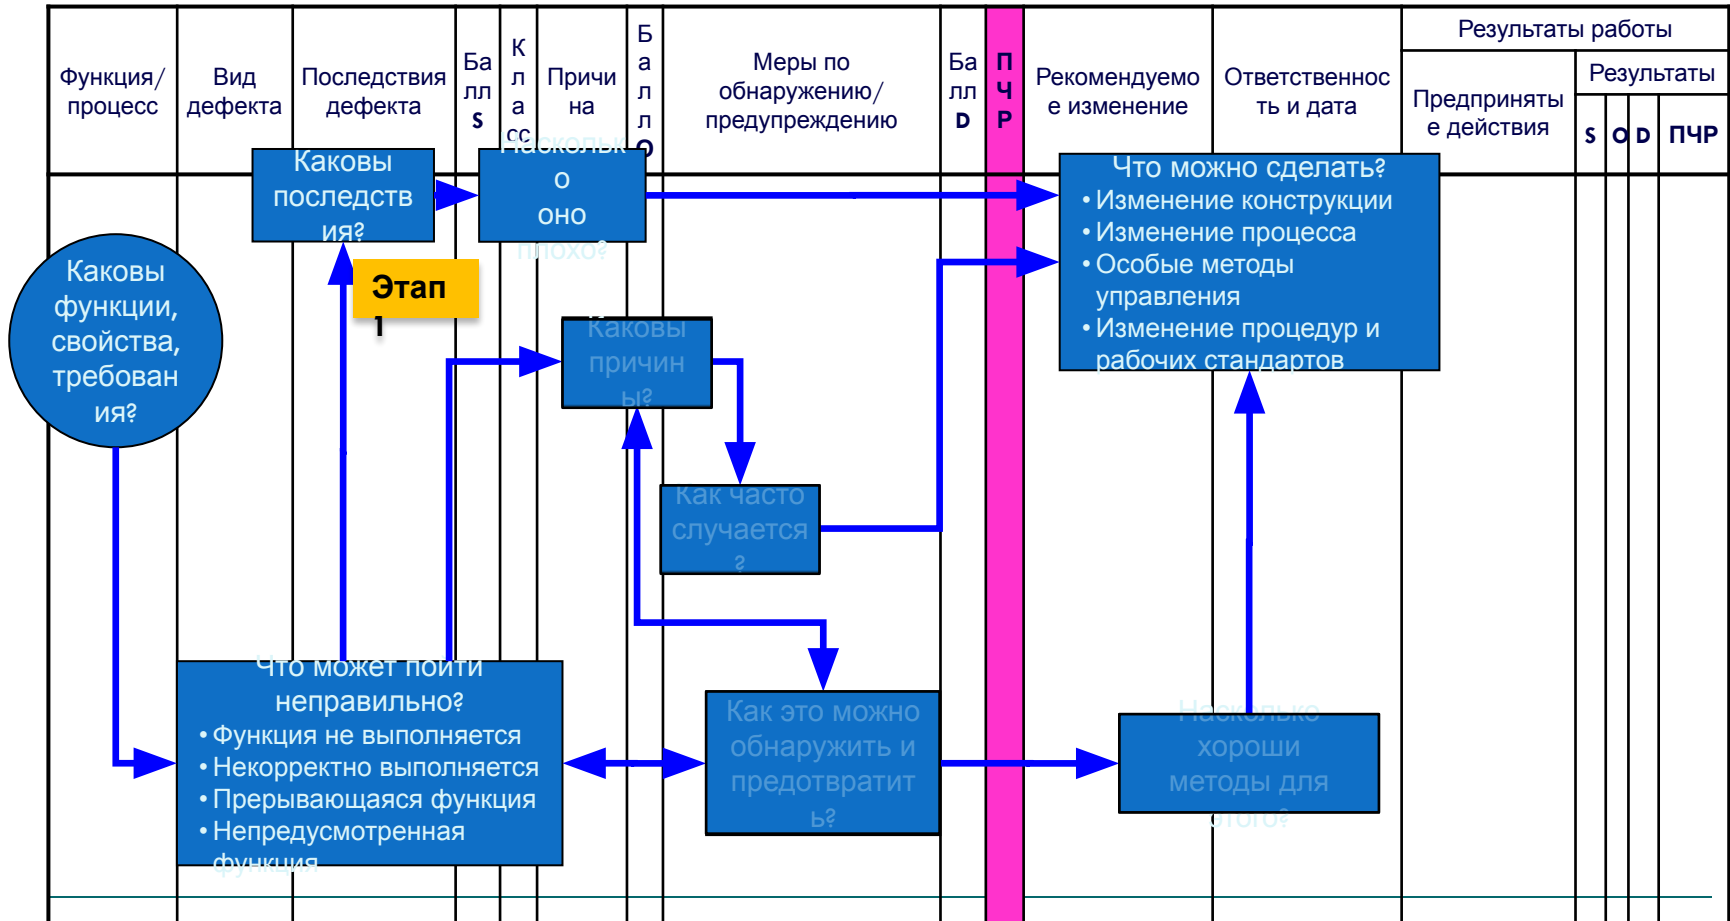 Функция/
процесс
Вид
дефекта
Последствия
дефекта
Ба
лл
S
К
л
а
сс
Причи
на
Б
а
л
л
О
Меры по
обнаружению/
предупреждению
Ба
лл
D
П
Ч
Р
Рекомендуемо
е изменение
Ответственнос
ть и дата
Результаты работы
Предприняты
е действия
Результаты
S
O
D
ПЧР
Каковы
последств
ия?
Наскольк
о
оно
плохо?
Что можно сделать?
• Изменение конструкции
• Изменение процесса
• Особые методы
управления
• Изменение процедур и
рабочих стандартов
Каковы
функции,
свойства,
требован
ия?
Этап
1
Каковы
причин
ы?
Как часто
случается
?
Что может пойти
неправильно?
• Функция не выполняется
• Некорректно выполняется
• Прерывающаяся функция
• Непредусмотренная
функция
Как это можно
обнаружить и
предотвратит
ь?
Насколько
хороши
методы для
этого?